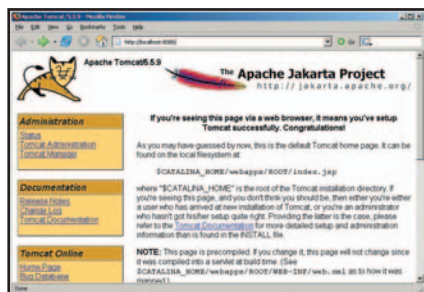 Apache Tomcat/5.5.9 - Mozilla Firefox
File Edit View Go Bookmarks Tools Help
http://localhost:8080/
Go
Apache Tomcat/5.5.9
The Apache Jakarta Project
http://jakarta.apache.org/
Administration
Status
Tomcat Administration
Tomcat Manager
Documentation
Release Notes
Change Log
Tomcat Documentation
Tomcat Online
Home Page
Bug Database
If you're seeing this page via a web browser, it means you've setup
Tomcat successfully. Congratulations!
As you may have guessed by now, this is the default Tomcat home page. It can be
found on the local filesystem at:
$CATALINA_HOME/webapps/ROOT/index.jsp
where "$CATALINA_HOME" is the root of the Tomcat installation directory. If
you're seeing this page, and you don't think you should be, then either you're either
a user who has arrived at new installation of Tomcat, or you're an administrator
who hasn't got his/her setup quite right. Providing the latter is the case, please
refer to the Tomcat Documentation for more detailed setup and administration
information than is found in the INSTALL file.
NOTE: This page is precompiled. If you change it, this page will not change since
it was compiled into a servlet at build time. (See
$CATALINA_HOME/webapps/ROOT/WEB-INF/web.xml as to how it was
mapped.)
Done